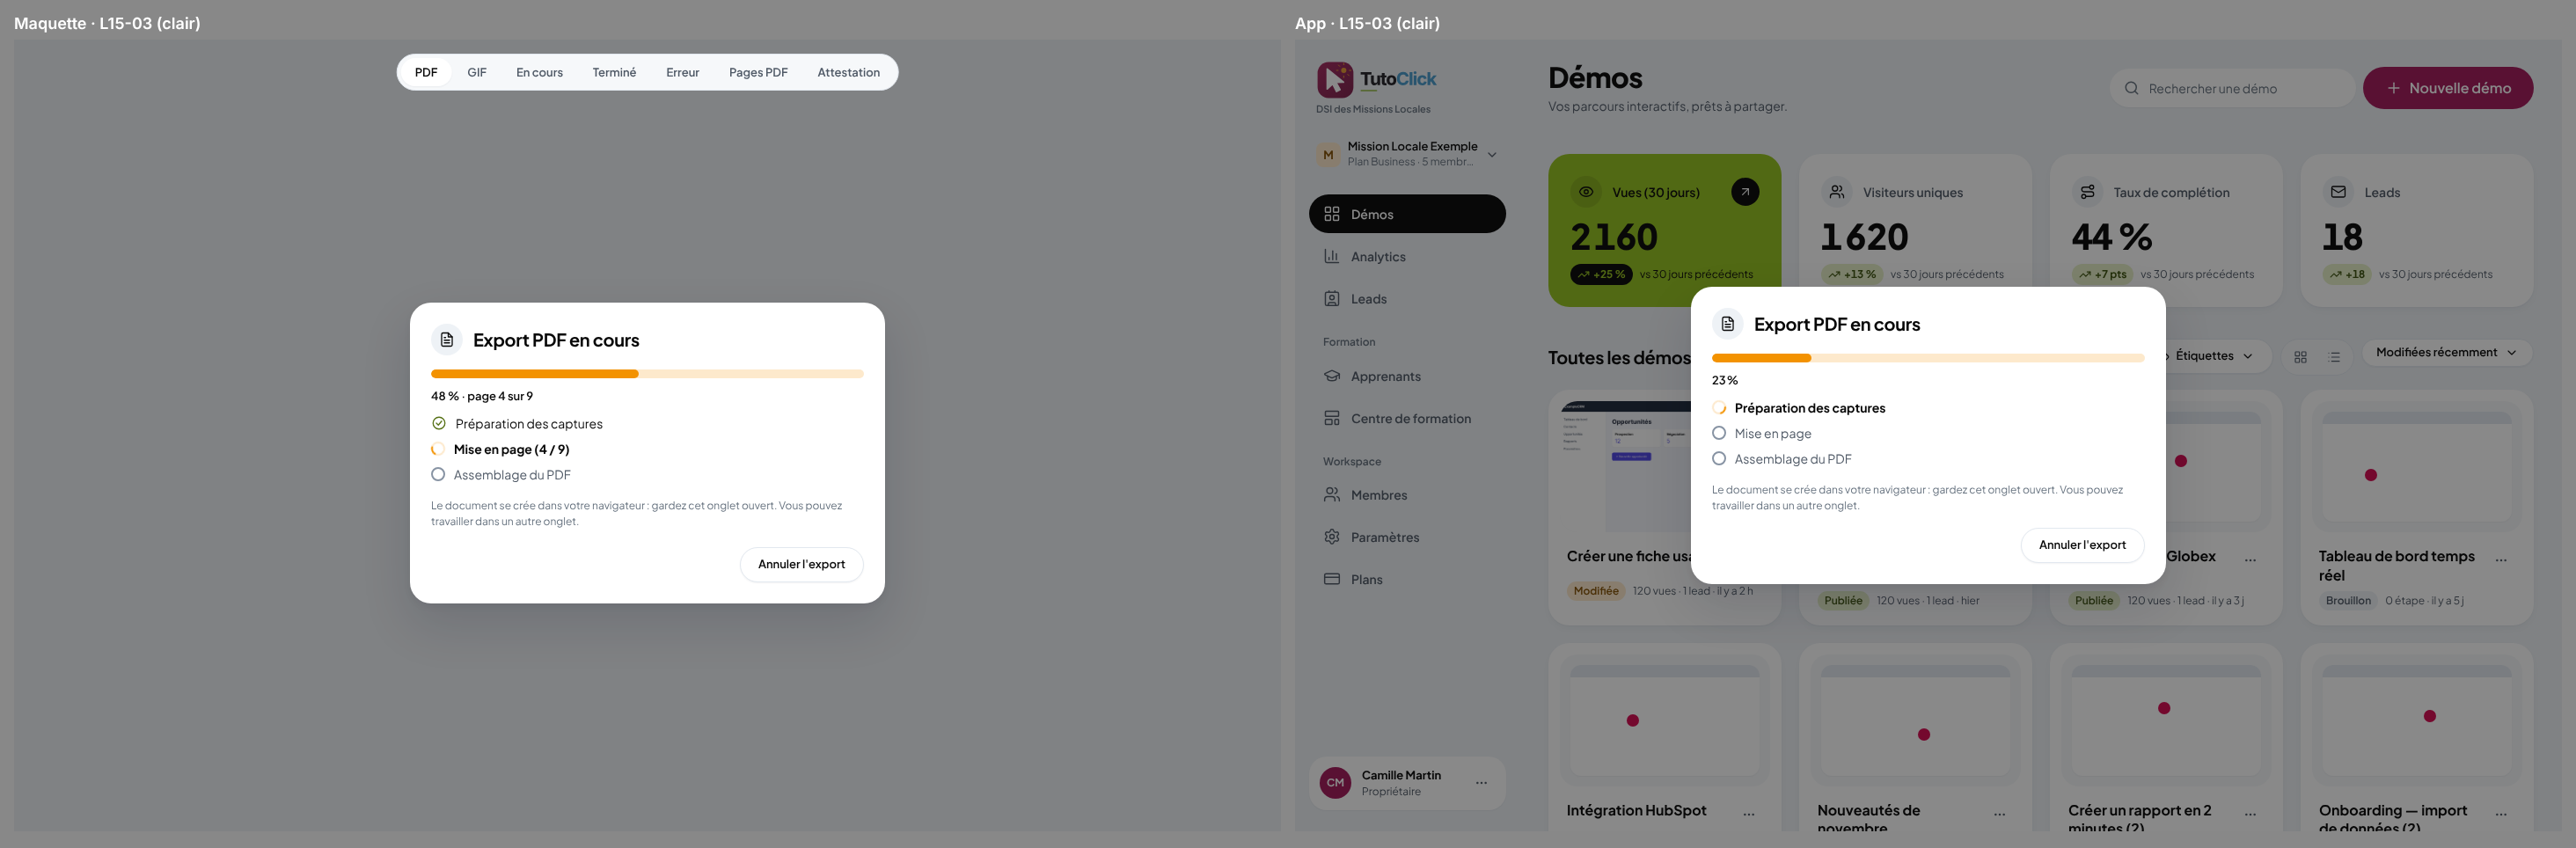 Maquette · L15-03 (clair)
PDF GIF En cours Terminé Erreur Pages PDF Attestation
Export PDF en cours
48 % · page 4 sur 9
Préparation des captures
Mise en page (4 / 9)
Assemblage du PDF
Le document se crée dans votre navigateur : gardez cet onglet ouvert. Vous pouvez
travailler dans un autre onglet.
Annuler l'export
App · L15-03 (clair)
TutoClick
DSI des Missions Locales
M
Mission Locale Exemple
Plan Business · 5 membr...
Démos
Analytics
Leads
Formation
Apprenants
Centre de formation
Workspace
Membres
Paramètres
Plans
CM
Camille Martin
Propriétaire
Démos
Vos parcours interactifs, prêts à partager.
Rechercher une démo
Nouvelle démo
Vues (30 jours)
2 160
+25 % vs 30 jours précédents
Visiteurs uniques
1 620
+13 % vs 30 jours précédents
Taux de complétion
44 %
+7 pts vs 30 jours précédents
Leads
18
+18 vs 30 jours précédents
Toutes les démos
Étiquettes
Modifiées récemment
Export PDF en cours
23 %
Préparation des captures
Mise en page
Assemblage du PDF
Le document se crée dans votre navigateur : gardez cet onglet ouvert. Vous pouvez
travailler dans un autre onglet.
Annuler l'export
Opportunités
Créer une fiche
Modifiée 120 vues · 1 lead · il y a 2 h
Publiée 120 vues · 1 lead · hier
Globex
Publiée 120 vues · 1 lead · il y a 3 j
Tableau de bord temps
réel
Brouillon 0 étape · il y a 5 j
Intégration HubSpot
Nouveautés de
novembre
Créer un rapport en 2
minutes (2)
Onboarding — import
de données (2)